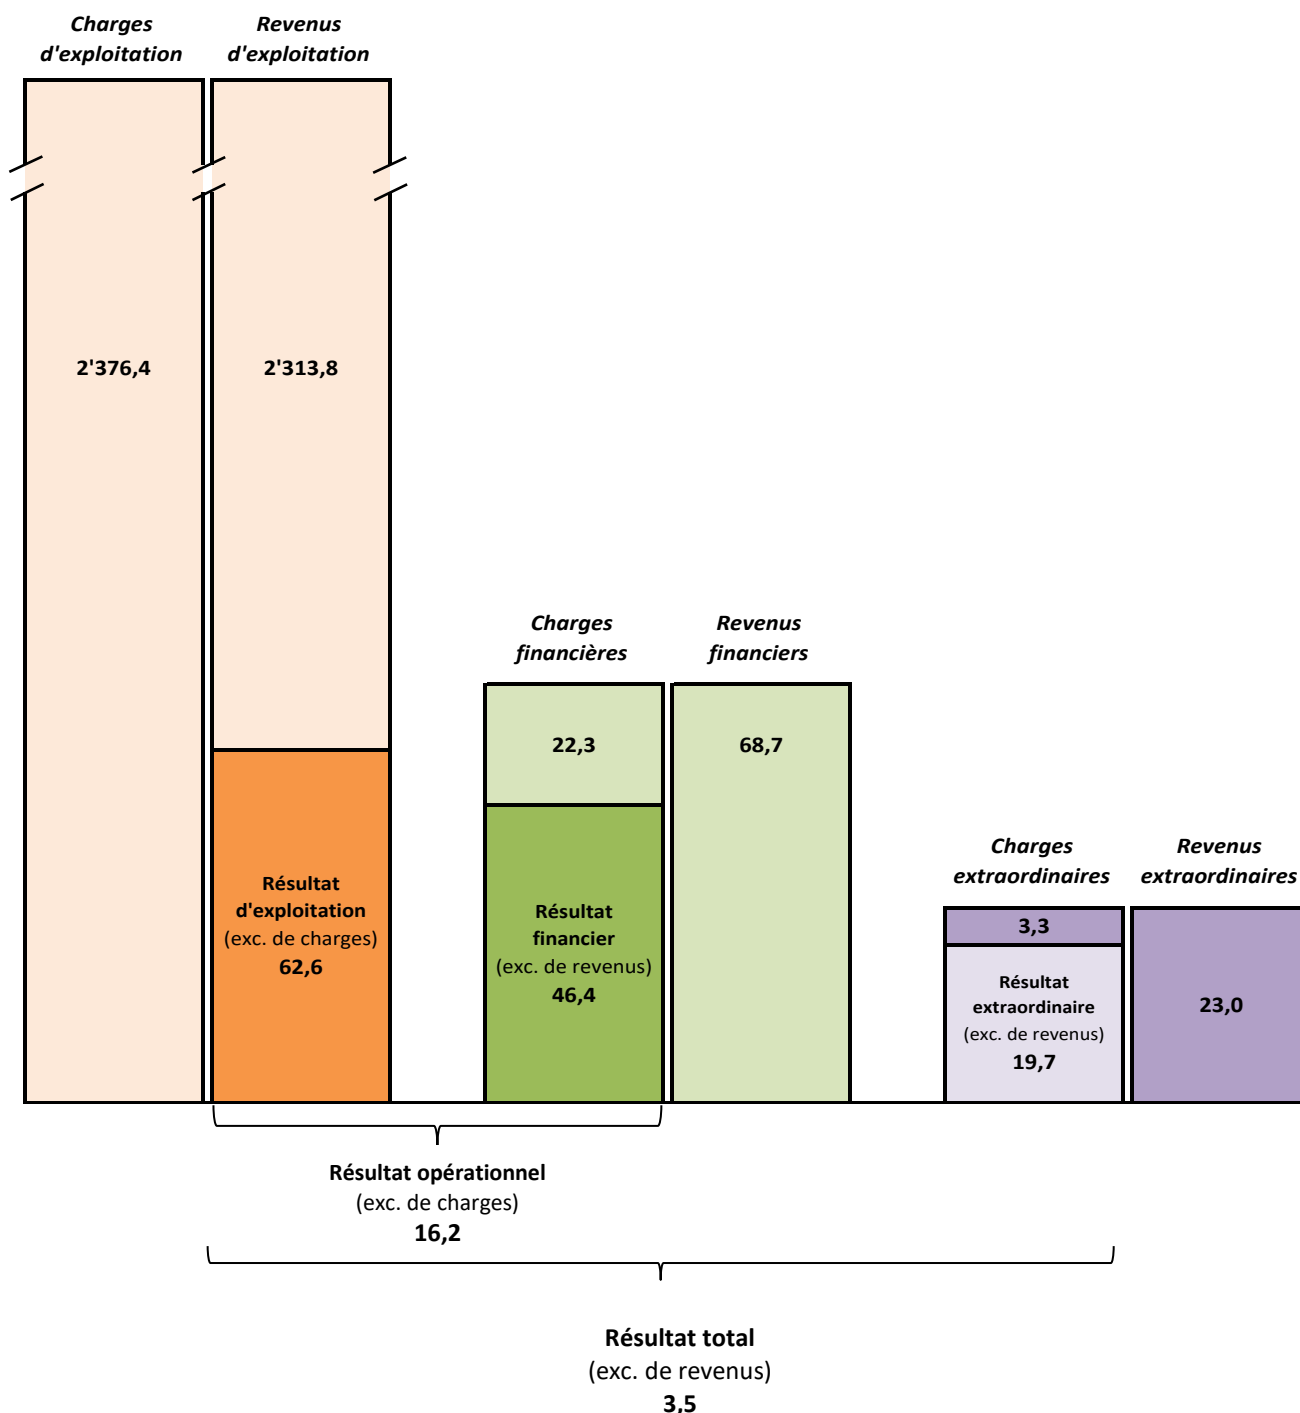 Charges
d'exploitation
Revenus
d'exploitation
2'376,4
2'313,8
Charges
financières
Revenus
financiers
22,3
68,7
Charges
extraordinaires
Revenus
extraordinaires
Résultat
d'exploitation
(exc. de charges)
62,6
Résultat
financier
(exc. de revenus)
46,4
3,3
Résultat
extraordinaire
(exc. de revenus)
19,7
23,0
Résultat opérationnel
(exc. de charges)
16,2
Résultat total
(exc. de revenus)
3,5